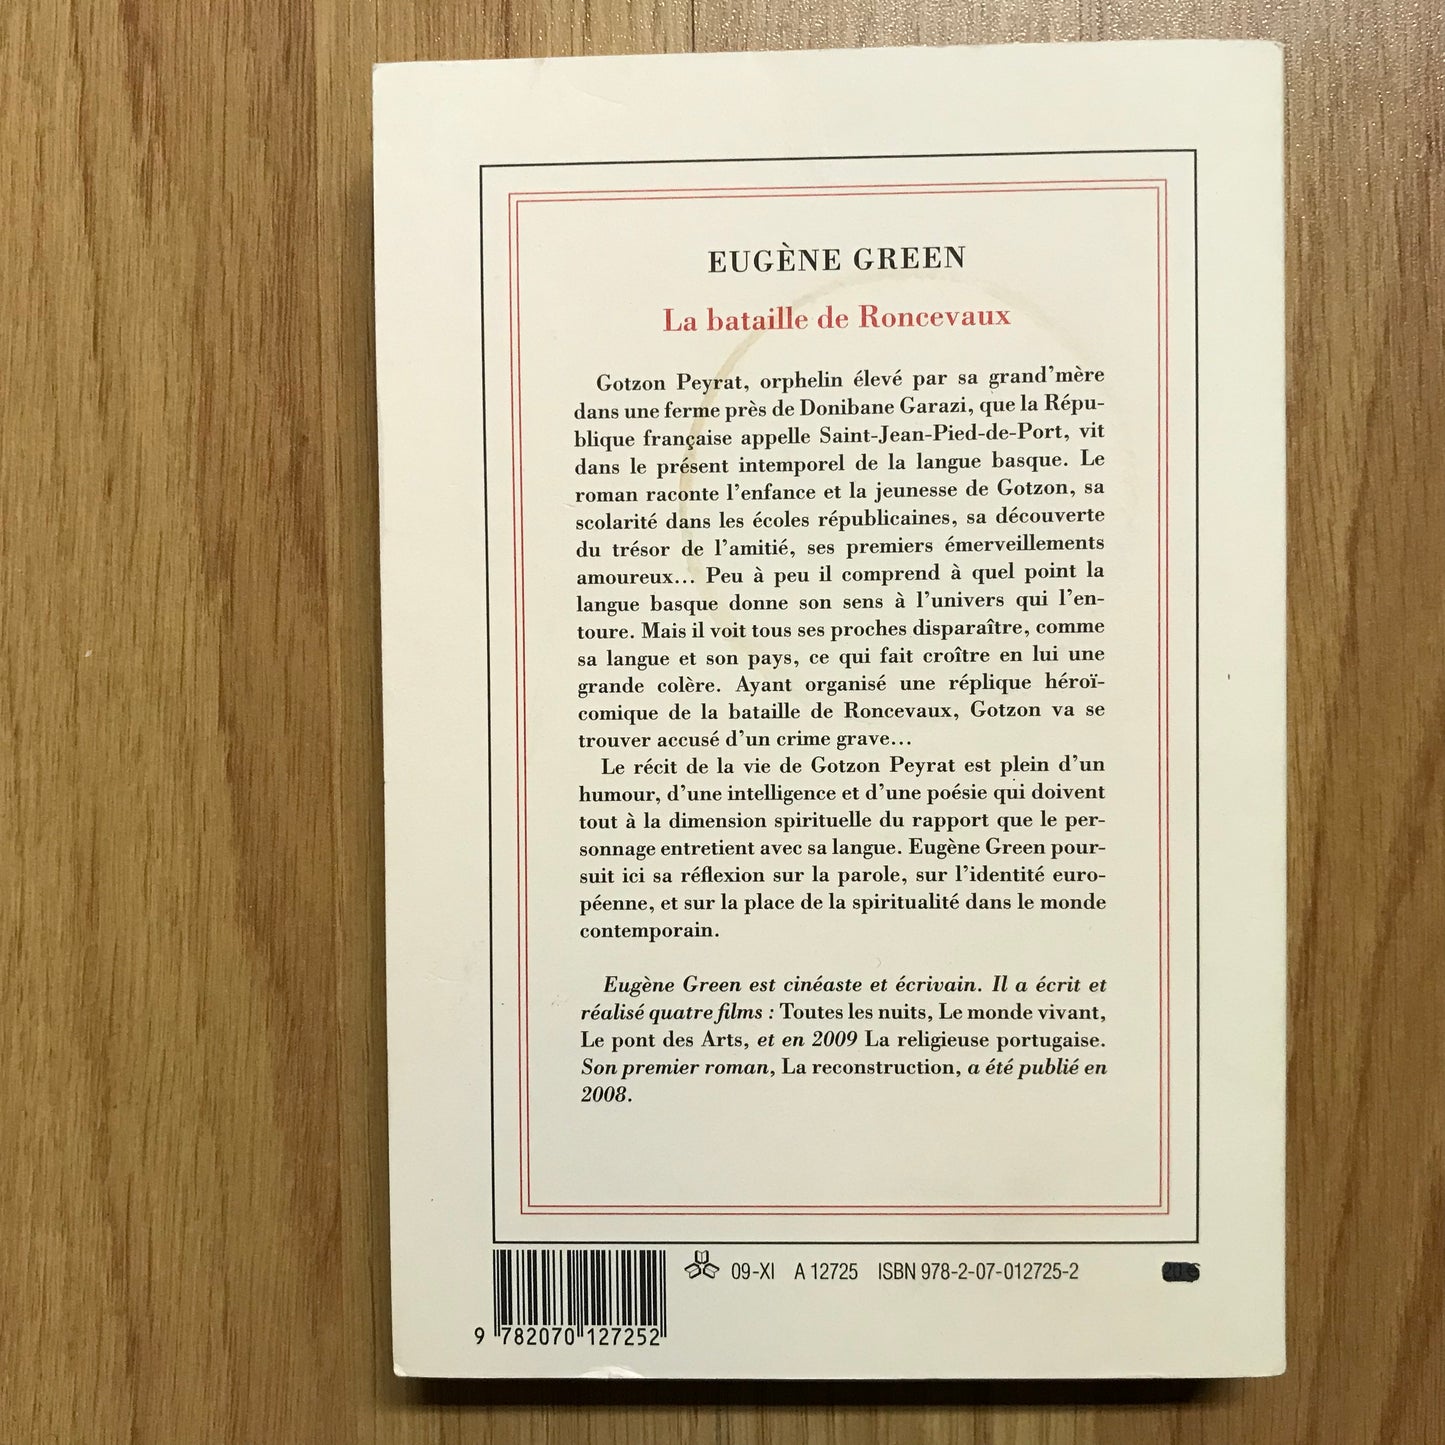 EUGÈNE GREEN
La bataille de Roncevaux
Gotzon Peyrat, orphelin élevé par sa grand’mère
dans une ferme près de Donibane Garazi, que la Répu-
blique française appelle Saint-Jean-Pied-de-Port, vit
dans le présent intemporel de la langue basque. Le
roman raconte l’enfance et la jeunesse de Gotzon, sa
scolarité dans les écoles républicaines, sa découverte
du trésor de l’amitié, ses premiers émerveillements
amoureux... Peu à peu il comprend à quel point la
langue basque donne son sens à l’univers qui l’en-
toure. Mais il voit tous ses proches disparaître, comme
sa langue et son pays, ce qui fait croître en lui une
grande colère. Ayant organisé une réplique héroï-
comique de la bataille de Roncevaux, Gotzon va se
trouver accusé d’un crime grave...
Le récit de la vie de Gotzon Peyrat est plein d’un
humour, d’une intelligence et d’une poésie qui doivent
tout à la dimension spirituelle du rapport que le per-
sonnage entretient avec sa langue. Eugène Green pour-
suit ici sa réflexion sur la parole, sur l’identité euro-
péenne, et sur la place de la spiritualité dans le monde
contemporain.
Eugène Green est cinéaste et écrivain. Il a écrit et
réalisé quatre films : Toutes les nuits, Le monde vivant,
Le pont des Arts, et en 2009 La religieuse portugaise.
Son premier roman, La reconstruction, a été publié en
2008.
09-XI A 12725 ISBN 978-2-07-012725-2
9 782070 127252